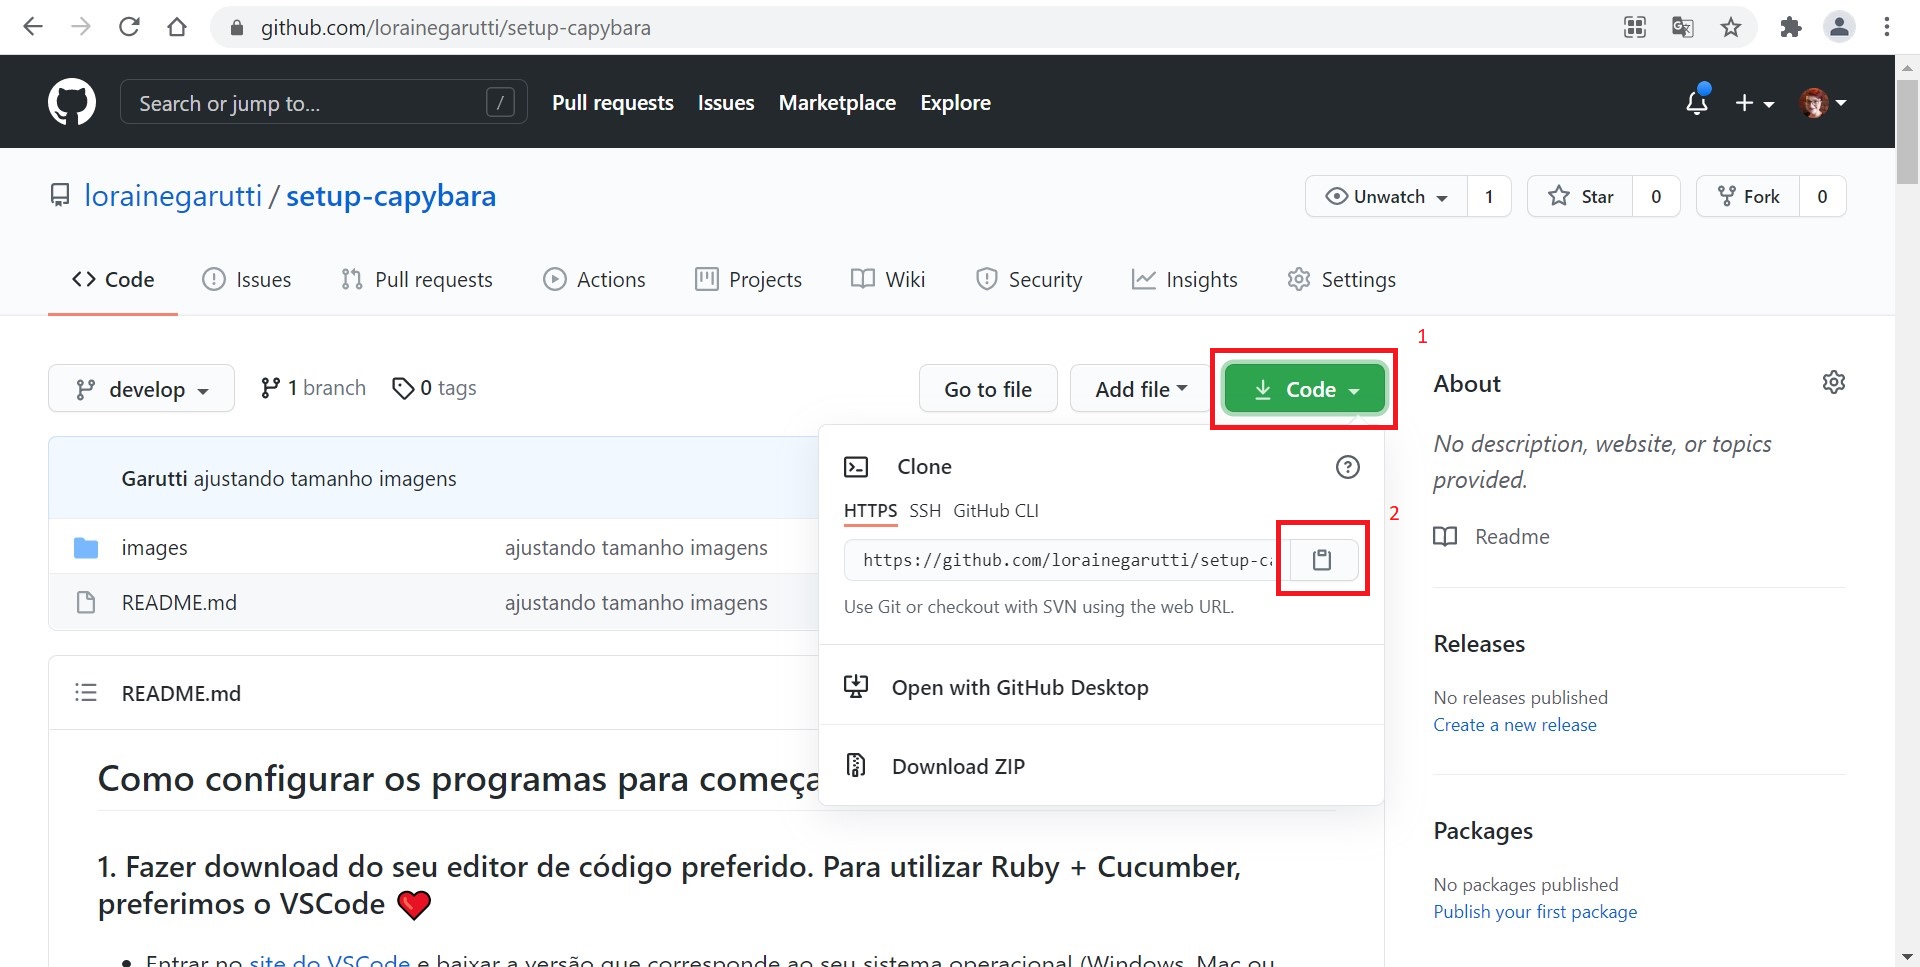 github.com/lorainegarutti/setup-capybara
Search or jump to... /
Pull requests Issues Marketplace Explore
lorainegarutti / setup-capybara
Unwatch 1 Star 0 Fork 0
Code Issues Pull requests Actions Projects Wiki Security Insights Settings
1
develop 1 branch 0 tags Go to file Add file Code
About
No description, website, or topics
provided.
Readme
Garutti ajustando tamanho imagens
images ajustando tamanho imagens
README.md ajustando tamanho imagens
Clone
HTTPS SSH GitHub CLI
2
https://github.com/lorainegarutti/setup-ca
Use Git or checkout with SVN using the web URL.
Open with GitHub Desktop
Download ZIP
Releases
No releases published
Create a new release
README.md
Como configurar os programas para começa
Packages
No packages published
Publish your first package
1. Fazer download do seu editor de código preferido. Para utilizar Ruby + Cucumber,
preferimos o VSCode ❤️
• Entrar no site do VSCode e baixar a versão que corresponde ao seu sistema operacional (Windows, Mac ou